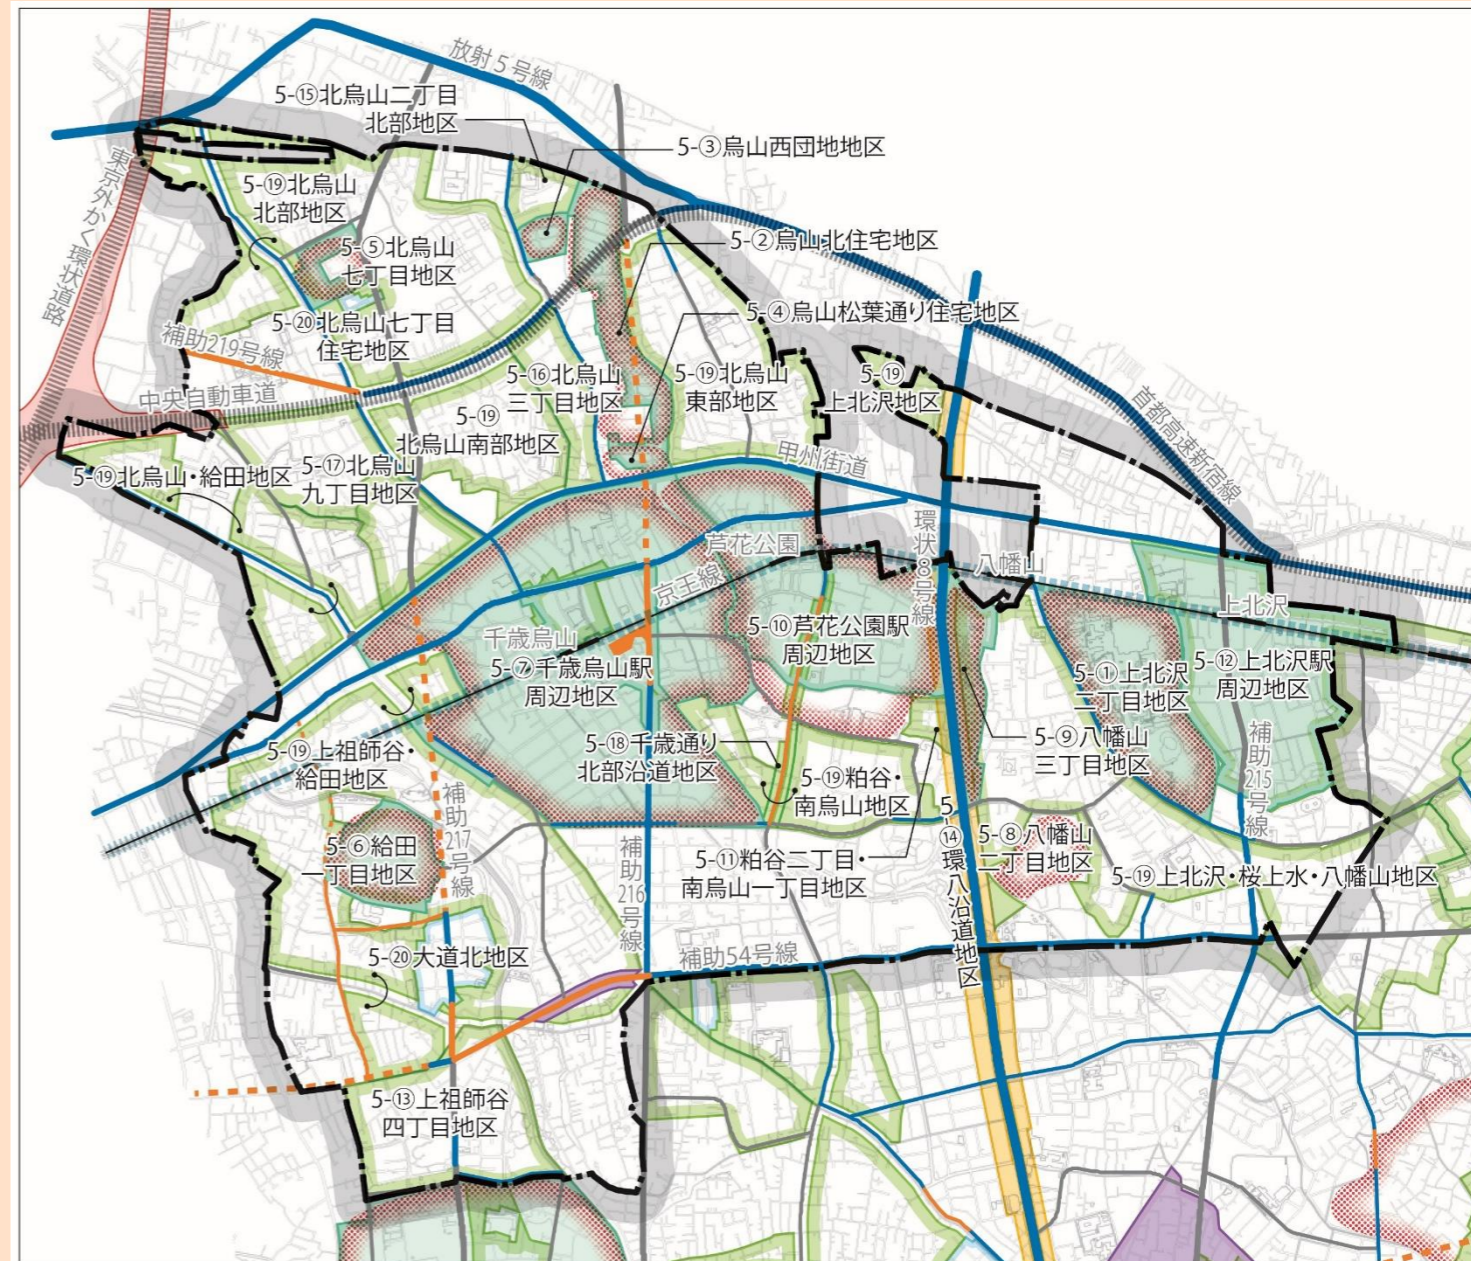 放射5号線
5-⑮北烏山二丁目
北部地区
5-③烏山西団地地区
東京外かく環状道路
5-⑲北烏山
北部地区
5-⑤北烏山
七丁目地区
5-②烏山北住宅地区
5-④烏山松葉通り住宅地区
補助219号線
5-⑳北烏山七丁目
住宅地区
中央自動車道
5-⑯北烏山
三丁目地区
5-⑲北烏山
東部地区
5-⑲
上北沢地区
首都高速新宿線
5-⑲
北烏山南部地区
5-⑲北烏山・給田地区
5-⑰北烏山
九丁目地区
甲州街道
芦花公園
環状8号線
八幡山
京王線
上北沢
千歳烏山
5-⑦千歳烏山駅
周辺地区
5-⑩芦花公園駅
周辺地区
5-①上北沢
二丁目地区
5-⑫上北沢駅
周辺地区
5-⑲上祖師谷・
給田地区
5-⑱千歳通り
北部沿道地区
5-⑨八幡山
三丁目地区
補助215号線
5-⑲粕谷・
南烏山地区
補助217号線
5-⑥給田
一丁目地区
補助216号線
5-⑪粕谷二丁目・
南烏山一丁目地区
5-⑭環八沿道地区
5-⑧八幡山
二丁目地区
5-⑲上北沢・桜上水・八幡山地区
5-⑳大道北地区
補助54号線
5-⑬上祖師谷
四丁目地区